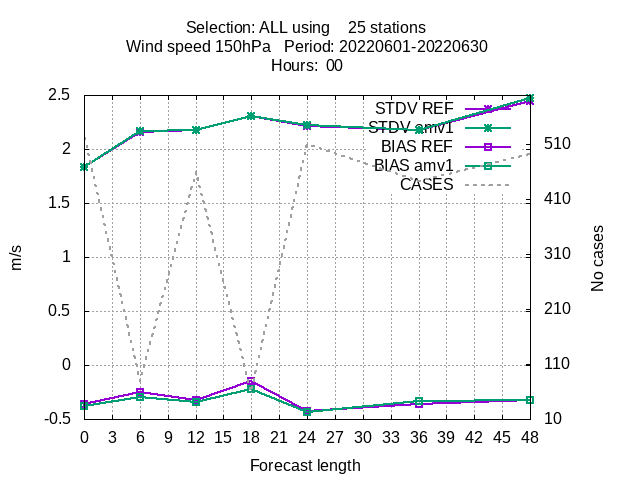 Selection: ALL using 25 stations
Wind speed 150hPa Period: 20220601-20220630
Hours: 00
STDV REF
STDV amv1
BIAS REF
BIAS amv1
CASES
2.5
2
1.5
1
0.5
0
-0.5
m/s
510
410
310
210
110
10
No cases
0 3 6 9 12 15 18 21 24 27 30 33 36 39 42 45 48
Forecast length